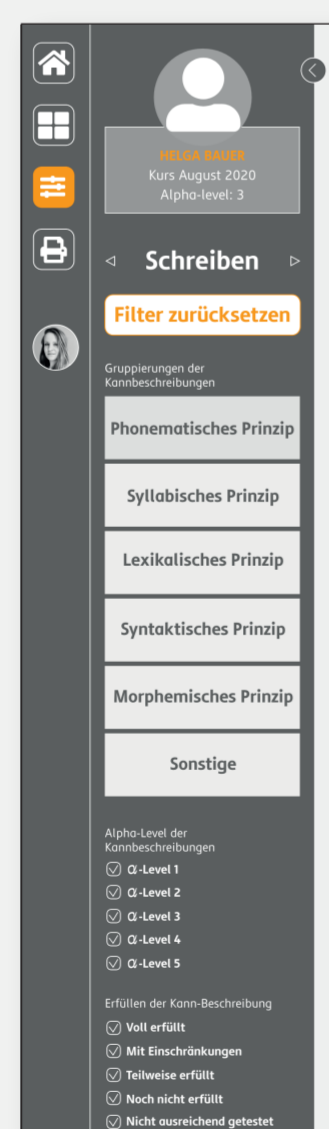 HELGA BAUER
Kurs August 2020
Alpha-level: 3
Schreiben
Filter zurücksetzen
Gruppierungen der
Kannbeschreibungen
Phonematisches Prinzip
Syllabisches Prinzip
Lexikalisches Prinzip
Syntaktisches Prinzip
Morphemisches Prinzip
Sonstige
Alpha-Level der
Kannbeschreibungen
α-Level 1
α-Level 2
α-Level 3
α-Level 4
α-Level 5
Erfüllen der Kann-Beschreibung
Voll erfüllt
Mit Einschränkungen
Teilweise erfüllt
Noch nicht erfüllt
Nicht ausreichend getestet